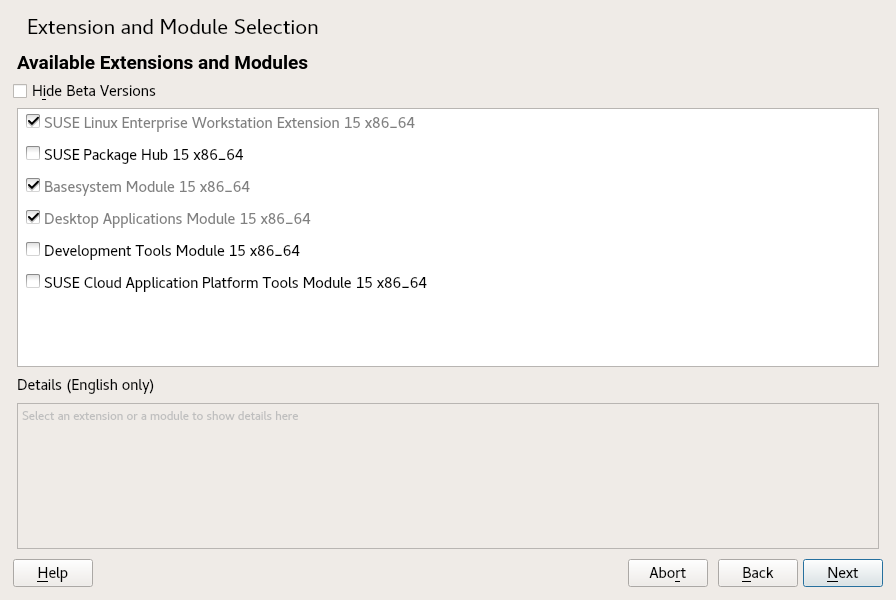 Extension and Module Selection
Available Extensions and Modules
Hide Beta Versions
SUSE Linux Enterprise Workstation Extension 15 x86_64
SUSE Package Hub 15 x86_64
Basesystem Module 15 x86_64
Desktop Applications Module 15 x86_64
Development Tools Module 15 x86_64
SUSE Cloud Application Platform Tools Module 15 x86_64
Details (English only)
Select an extension or a module to show details here
Help Abort Back Next